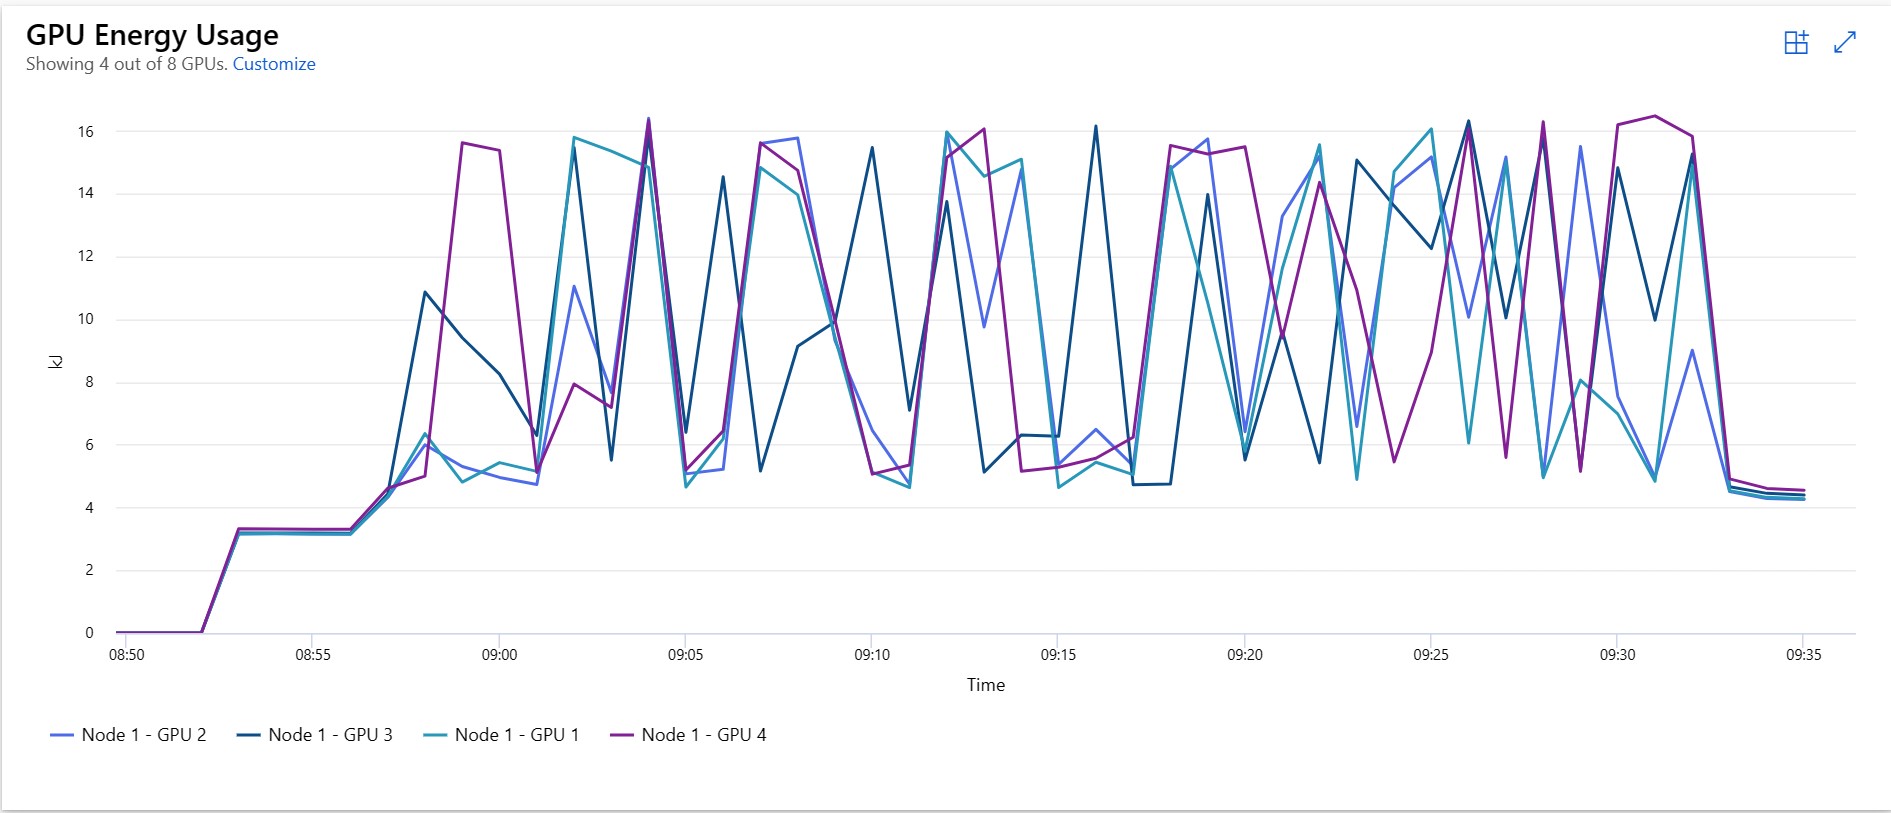 GPU Energy Usage
Showing 4 out of 8 GPUs. Customize
16
14
12
10
8
6
4
2
0
kJ
08:50 08:55 09:00 09:05 09:10 09:15 09:20 09:25 09:30 09:35
Time
Node 1 - GPU 2 Node 1 - GPU 3 Node 1 - GPU 1 Node 1 - GPU 4